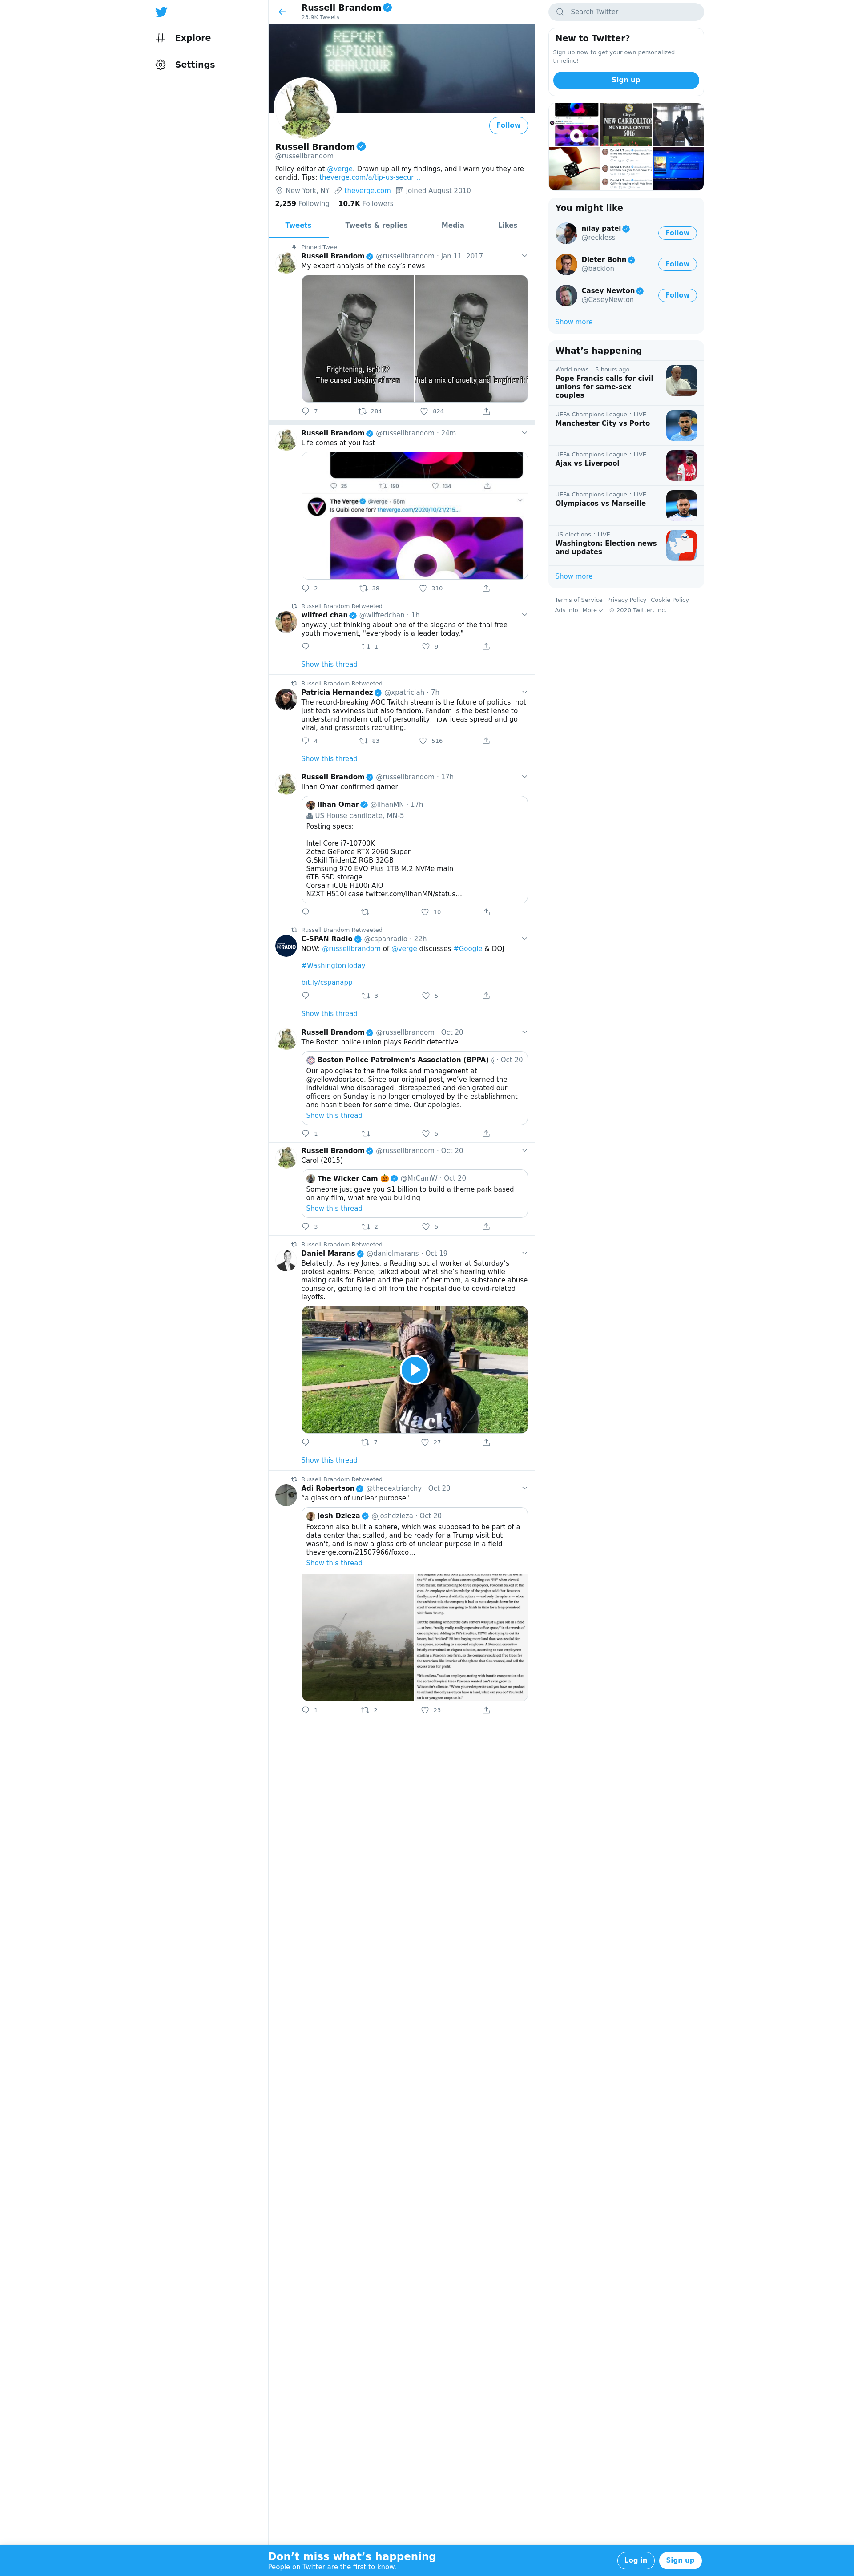 Explore
Settings
Russell Brandom
23.9K Tweets
REPORT
SUSPICIOUS
BEHAVIOUR
Follow
Russell Brandom
@russellbrandom
Policy editor at @verge. Drawn up all my findings, and I warn you they are
candid. Tips: theverge.com/a/tip-us-secur…
New York, NY theverge.com Joined August 2010
2,259 Following 10.7K Followers
Tweets Tweets & replies Media Likes
Pinned Tweet
Russell Brandom @russellbrandom · Jan 11, 2017
My expert analysis of the day's news
Frightening, isn't it?
The cursed destiny of man
hat a mix of cruelty and laughter it i
7 284 824
Russell Brandom @russellbrandom · 24m
Life comes at you fast
25 190 134
The Verge @verge · 55m
Is Quibi done for? theverge.com/2020/10/21/215...
2 38 310
Russell Brandom Retweeted
wilfred chan @wilfredchan · 1h
anyway just thinking about one of the slogans of the thai free
youth movement, "everybody is a leader today."
1 9
Show this thread
Russell Brandom Retweeted
Patricia Hernandez @xpatriciah · 7h
The record-breaking AOC Twitch stream is the future of politics: not
just tech savviness but also fandom. Fandom is the best lense to
understand modern cult of personality, how ideas spread and go
viral, and grassroots recruiting.
4 83 516
Show this thread
Russell Brandom @russellbrandom · 17h
Ilhan Omar confirmed gamer
Ilhan Omar @IlhanMN · 17h
US House candidate, MN-5
Posting specs:
Intel Core i7-10700K
Zotac GeForce RTX 2060 Super
G.Skill TridentZ RGB 32GB
Samsung 970 EVO Plus 1TB M.2 NVMe main
6TB SSD storage
Corsair iCUE H100i AIO
NZXT H510i case twitter.com/IlhanMN/status…
10
Russell Brandom Retweeted
C-SPAN Radio @cspanradio · 22h
NOW: @russellbrandom of @verge discusses #Google & DOJ
#WashingtonToday
bit.ly/cspanapp
3 5
Show this thread
Russell Brandom @russellbrandom · Oct 20
The Boston police union plays Reddit detective
Boston Police Patrolmen's Association (BPPA) · Oct 20
Our apologies to the fine folks and management at
@yellowdoortaco. Since our original post, we've learned the
individual who disparaged, disrespected and denigrated our
officers on Sunday is no longer employed by the establishment
and hasn't been for some time. Our apologies.
Show this thread
1 5
Russell Brandom @russellbrandom · Oct 20
Carol (2015)
The Wicker Cam 🎃 @MrCamW · Oct 20
Someone just gave you $1 billion to build a theme park based
on any film, what are you building
Show this thread
3 2 5
Russell Brandom Retweeted
Daniel Marans @danielmarans · Oct 19
Belatedly, Ashley Jones, a Reading social worker at Saturday's
protest against Pence, talked about what she's hearing while
making calls for Biden and the pain of her mom, a substance abuse
counselor, getting laid off from the hospital due to covid-related
layoffs.
7 27
Show this thread
Russell Brandom Retweeted
Adi Robertson @thedextriarchy · Oct 20
"a glass orb of unclear purpose"
Josh Dzieza @joshdzieza · Oct 20
Foxconn also built a sphere, which was supposed to be part of a
data center that stalled, and be ready for a Trump visit but
wasn't, and is now a glass orb of unclear purpose in a field
theverge.com/21507966/foxco…
Show this thread
1 2 23
Search Twitter
New to Twitter?
Sign up now to get your own personalized
timeline!
Sign up
City of
NEW CARROLLTON
MUNICIPAL CENTER
6016
You might like
nilay patel
@reckless
Follow
Dieter Bohn
@backlon
Follow
Casey Newton
@CaseyNewton
Follow
Show more
What's happening
World news · 5 hours ago
Pope Francis calls for civil
unions for same-sex
couples
UEFA Champions League · LIVE
Manchester City vs Porto
UEFA Champions League · LIVE
Ajax vs Liverpool
UEFA Champions League · LIVE
Olympiacos vs Marseille
US elections · LIVE
Washington: Election news
and updates
Show more
Terms of Service Privacy Policy Cookie Policy
Ads info More © 2020 Twitter, Inc.
Don't miss what's happening
People on Twitter are the first to know.
Log in Sign up